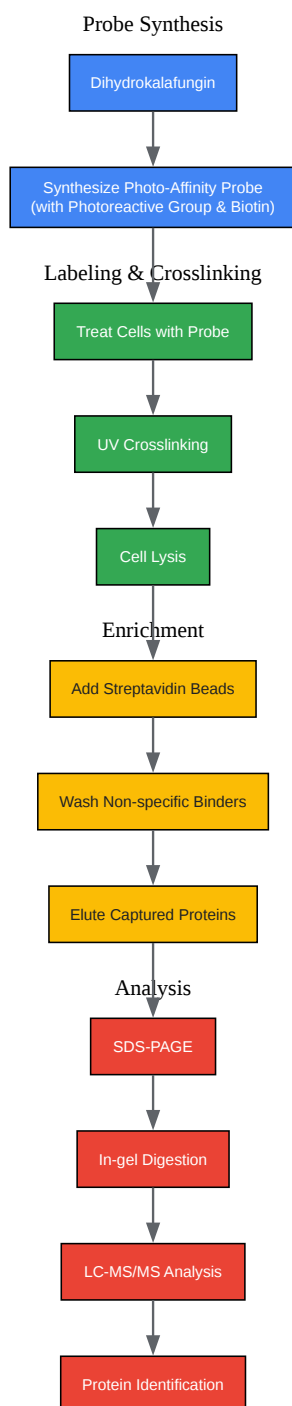 Probe Synthesis
Dihydrokalafungin
Synthesize Photo-Affinity Probe
(with Photoreactive Group & Biotin)
Labeling & Crosslinking
Treat Cells with Probe
UV Crosslinking
Cell Lysis
Enrichment
Add Streptavidin Beads
Wash Non-specific Binders
Elute Captured Proteins
Analysis
SDS-PAGE
In-gel Digestion
LC-MS/MS Analysis
Protein Identification